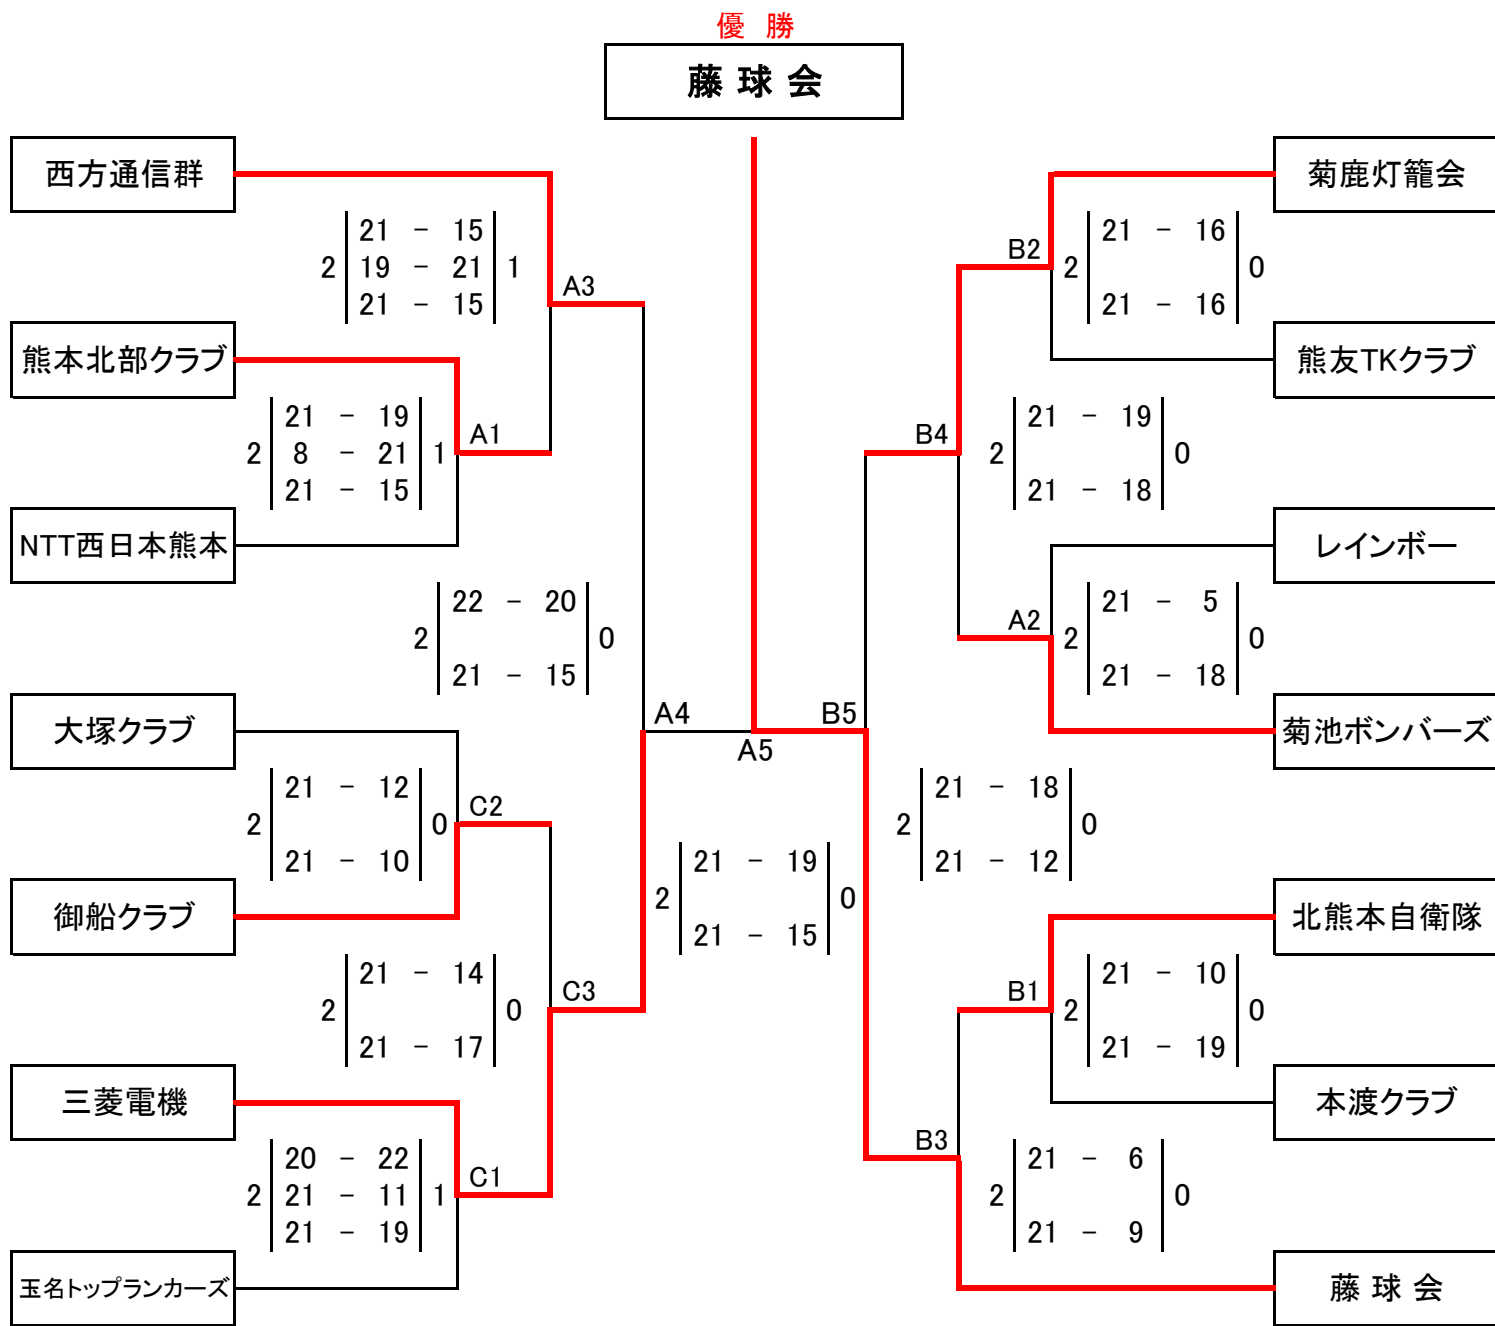 優 勝
藤 球 会
西方通信群
菊鹿灯籠会
2 21 - 15 1
19 - 21
21 - 15
A3
B2
2 21 - 16 0
21 - 16
熊本北部クラブ
熊友TKクラブ
2 21 - 19 1
8 - 21
21 - 15
A1
B4
2 21 - 19 0
21 - 18
NTT西日本熊本
レインボー
2 22 - 20 0
21 - 15
A2
2 21 - 5 0
21 - 18
大塚クラブ
A4
B5
A5
菊池ボンバーズ
2 21 - 12 0
21 - 10
C2
2 21 - 19 0
21 - 15
2 21 - 18 0
21 - 12
御船クラブ
北熊本自衛隊
2 21 - 14 0
21 - 17
C3
B1
2 21 - 10 0
21 - 19
三菱電機
本渡クラブ
2 20 - 22 1
21 - 11
21 - 19
C1
B3
2 21 - 6 0
21 - 9
玉名トップランカーズ
藤 球 会